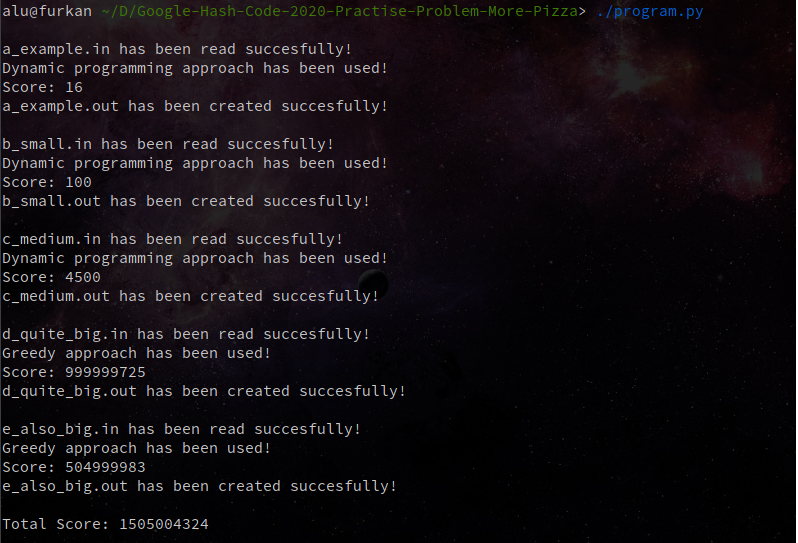 alu@furkan ~/D/Google-Hash-Code-2020-Practise-Problem-More-Pizza> ./program.py
a_example.in has been read succesfully!
Dynamic programming approach has been used!
Score: 16
a_example.out has been created succesfully!
b_small.in has been read succesfully!
Dynamic programming approach has been used!
Score: 100
b_small.out has been created succesfully!
c_medium.in has been read succesfully!
Dynamic programming approach has been used!
Score: 4500
c_medium.out has been created succesfully!
d_quite_big.in has been read succesfully!
Greedy approach has been used!
Score: 999999725
d_quite_big.out has been created succesfully!
e_also_big.in has been read succesfully!
Greedy approach has been used!
Score: 504999983
e_also_big.out has been created succesfully!
Total Score: 1505004324